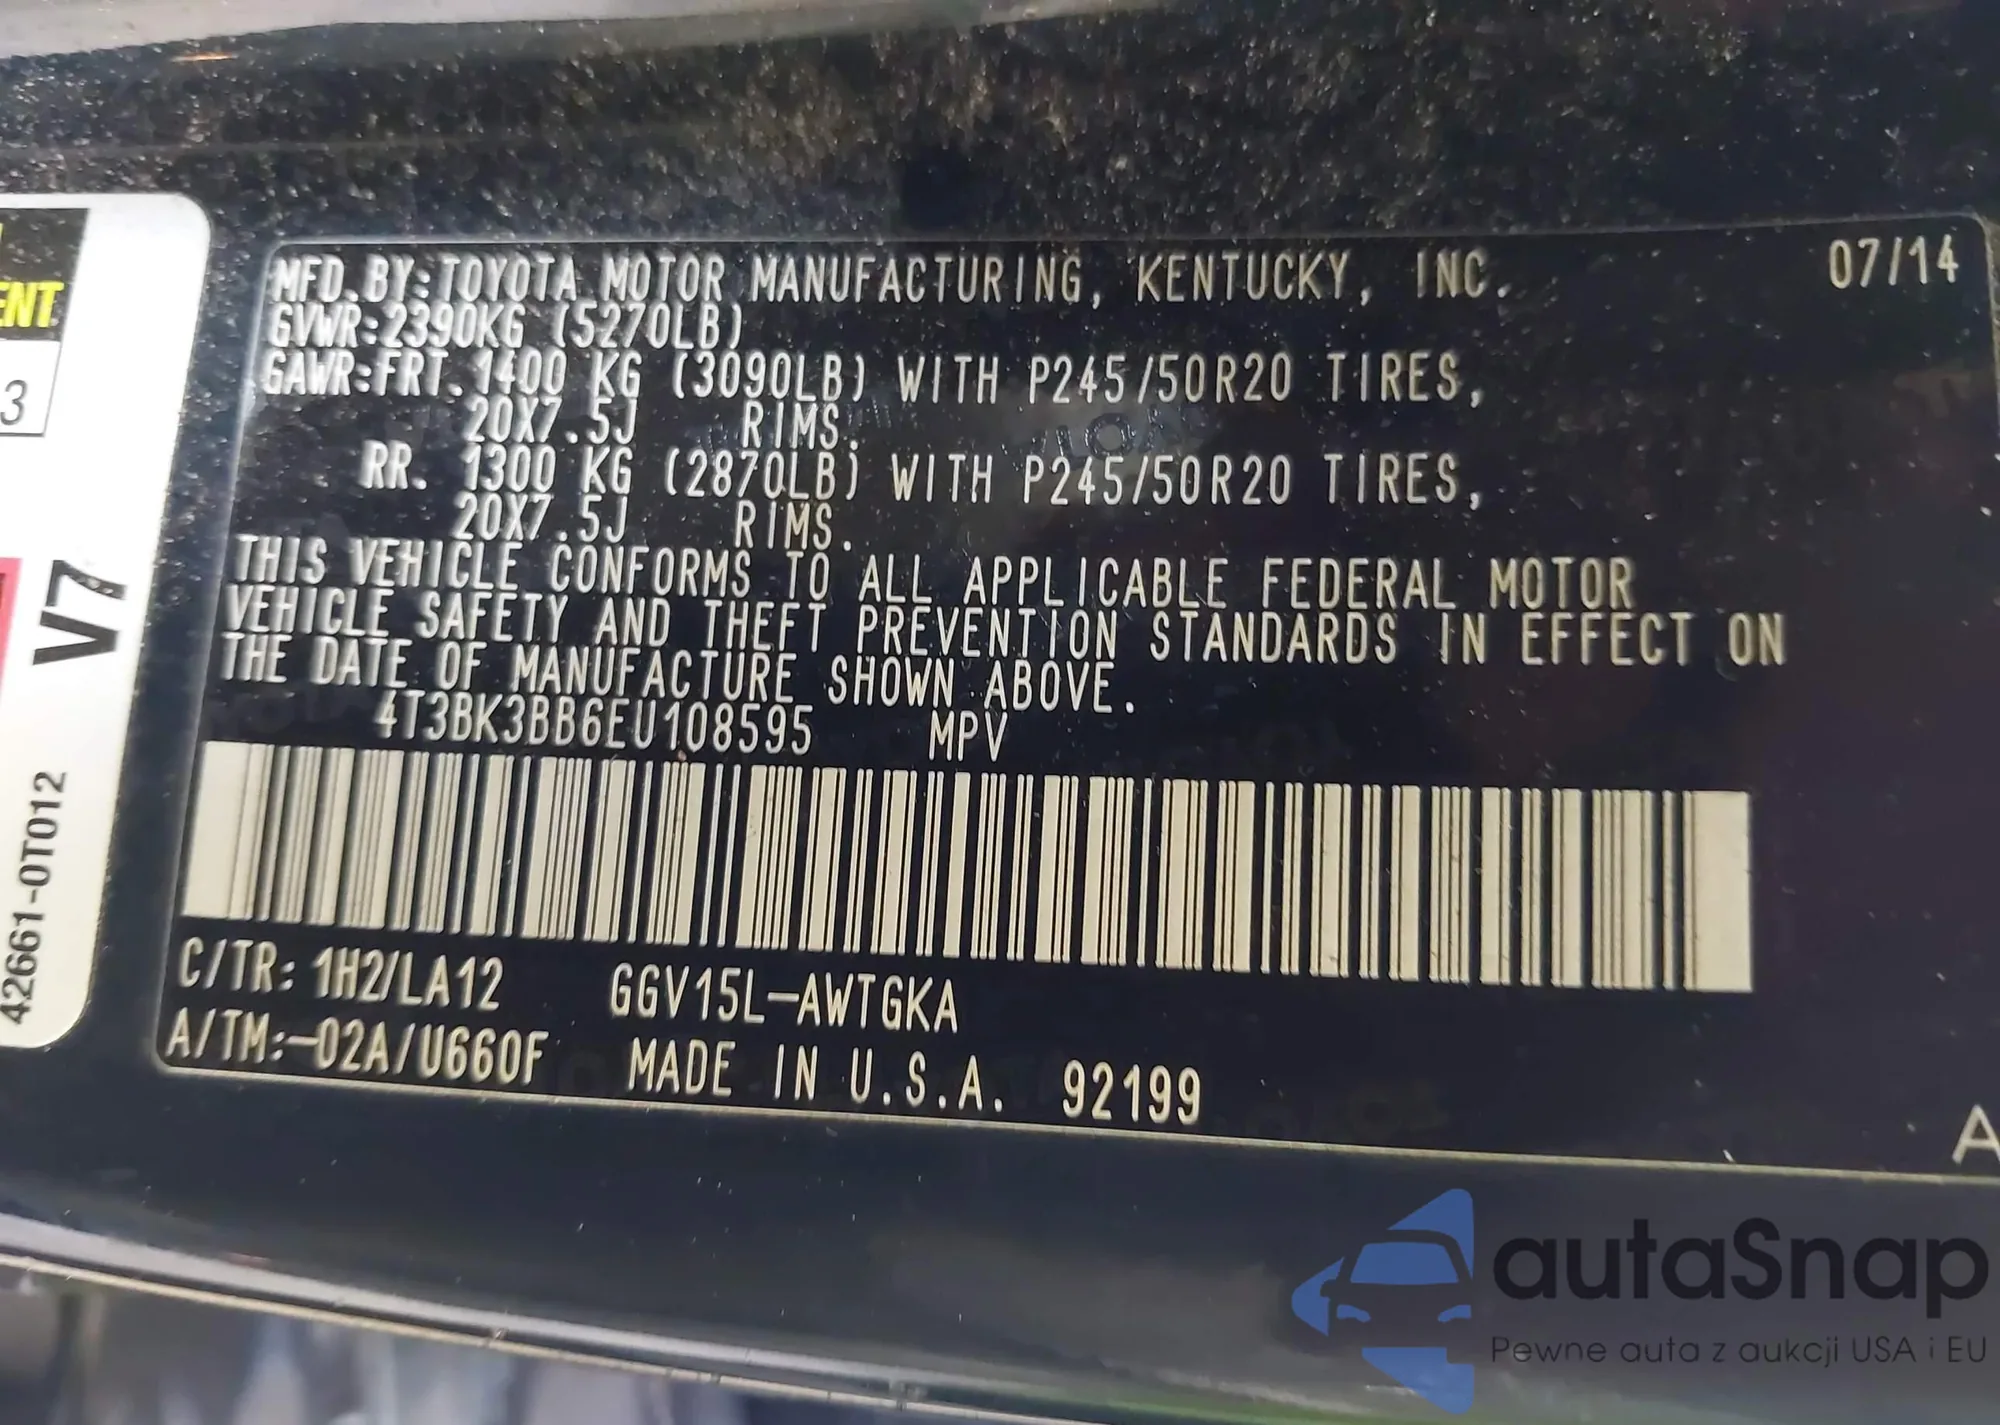 MFD. BY: TOYOTA MOTOR MANUFACTURING, KENTUCKY, INC. 07/14
GVWR: 2390KG (5270LB)
GAWR: FRT. 1400 KG (3090LB) WITH P245/50R20 TIRES,
20X7.5J RIMS.
RR. 1300 KG (2870LB) WITH P245/50R20 TIRES,
20X7.5J RIMS.
THIS VEHICLE CONFORMS TO ALL APPLICABLE FEDERAL MOTOR
VEHICLE SAFETY AND THEFT PREVENTION STANDARDS IN EFFECT ON
THE DATE OF MANUFACTURE SHOWN ABOVE.
4T3BK3BB6EU108595 MPV
C/TR: 1H2/LA12 GGV15L-AWTGKA
A/TM:-02A/U660F MADE IN U.S.A. 92199
A
ENT
3
V7
42661-0T012
autaSnap
Pewne auta z aukcji USA i EU